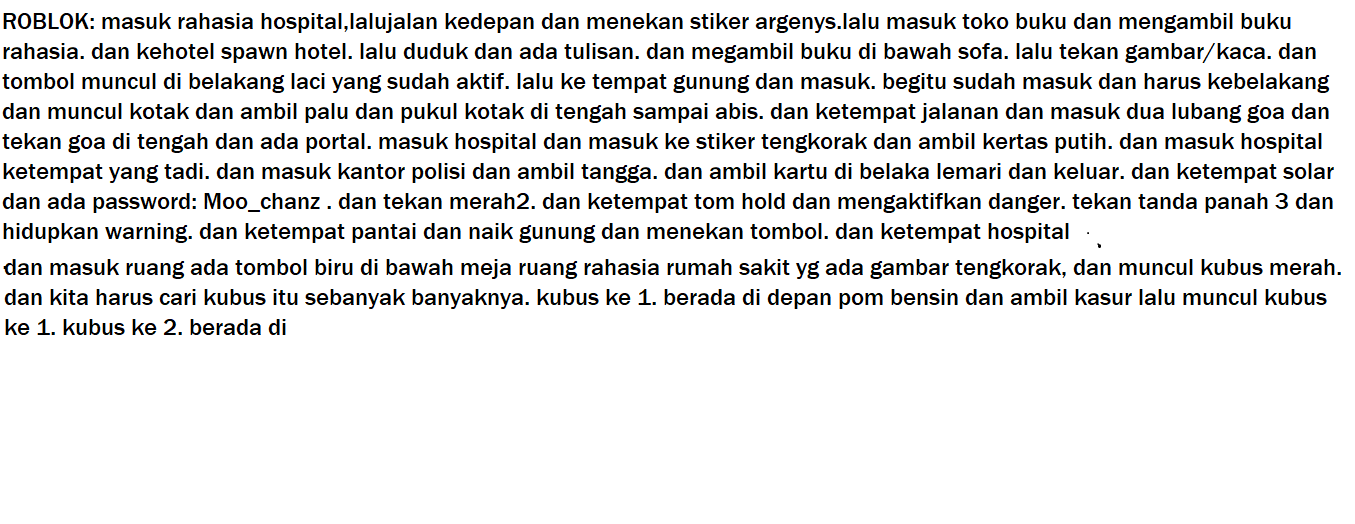 ROBLOK: masuk rahasia hospital,lalujalan kedepan dan menekan stiker argenys.lalu masuk toko buku dan mengambil buku
rahasia. dan kehotel spawn hotel. lalu duduk dan ada tulisan. dan megambil buku di bawah sofa. lalu tekan gambar/kaca. dan
tombol muncul di belakang laci yang sudah aktif. lalu ke tempat gunung dan masuk. begitu sudah masuk dan harus kebelakang
dan muncul kotak dan ambil palu dan pukul kotak di tengah sampai abis. dan ketempat jalanan dan masuk dua lubang goa dan
tekan goa di tengah dan ada portal. masuk hospital dan masuk ke stiker tengkorak dan ambil kertas putih. dan masuk hospital
ketempat yang tadi. dan masuk kantor polisi dan ambil tangga. dan ambil kartu di belaka lemari dan keluar. dan ketempat solar
dan ada password: Moo_chanz . dan tekan merah2. dan ketempat tom hold dan mengaktifkan danger. tekan tanda panah 3 dan
hidupkan warning. dan ketempat pantai dan naik gunung dan menekan tombol. dan ketempat hospital
dan masuk ruang ada tombol biru di bawah meja ruang rahasia rumah sakit yg ada gambar tengkorak, dan muncul kubus merah.
dan kita harus cari kubus itu sebanyak banyaknya. kubus ke 1. berada di depan pom bensin dan ambil kasur lalu muncul kubus
ke 1. kubus ke 2. berada di